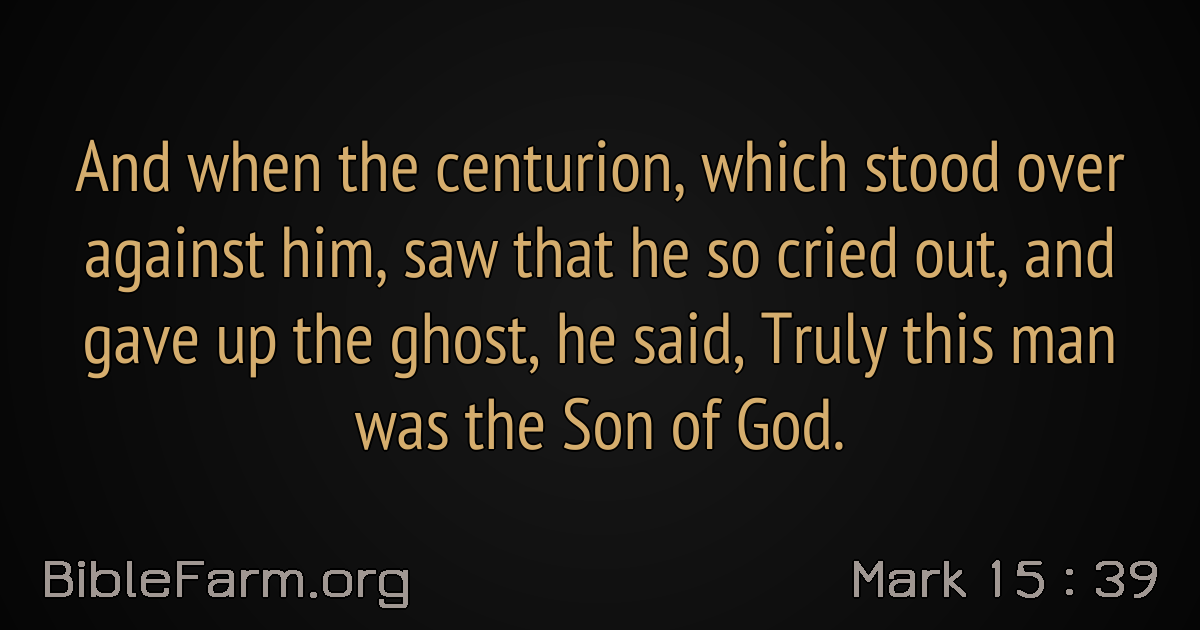 And when the centurion, which stood over
against him, saw that he so cried out, and
gave up the ghost, he said, Truly this man
was the Son of God.
BibleFarm.org
Mark 15 : 39